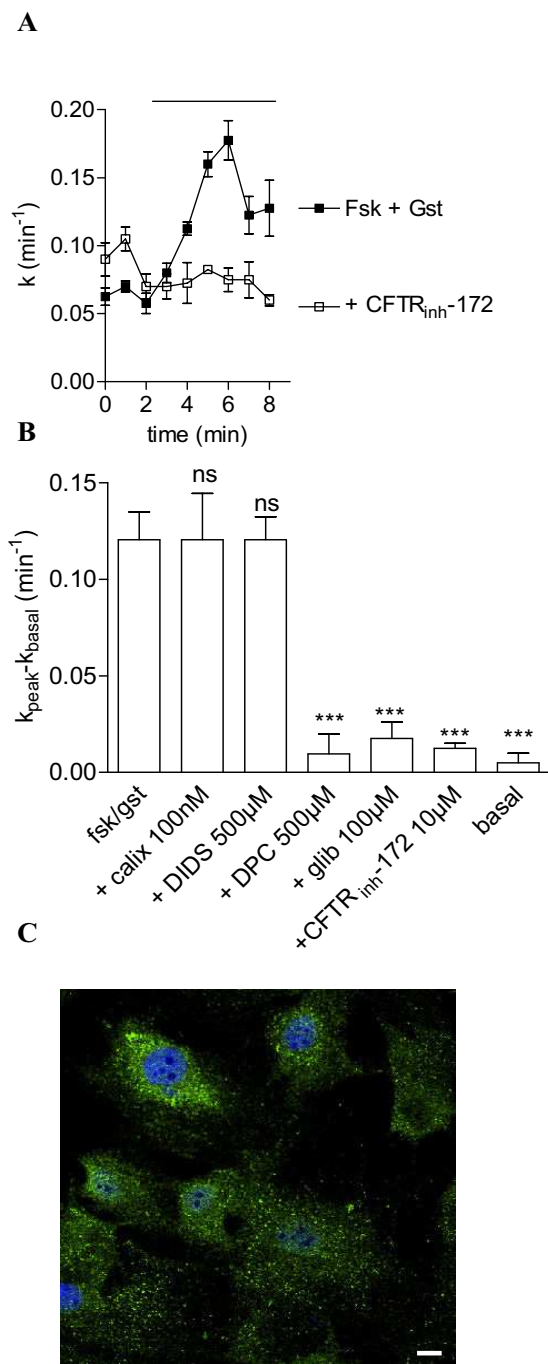 A
0.20
0.15
0.10
0.05
0.00
k (min⁻¹)
0 2 4 6 8
time (min)
Fsk + Gst
+ CFTRinh-172
B
0.15
0.10
0.05
0.00
kpeak-kbasal (min⁻¹)
ns
ns
***
***
***
***
fsk/gst
+ calix 100nM
+ DIDS 500µM
+ DPC 500µM
+ glib 100µM
+CFTR inh-172 10µM
basal
C